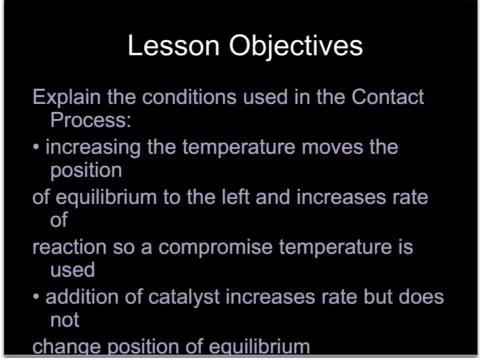 Lesson Objectives
Explain the conditions used in the Contact
Process:
• increasing the temperature moves the
position
of equilibrium to the left and increases rate
of
reaction so a compromise temperature is
used
• addition of catalyst increases rate but does
not
change position of equilibrium